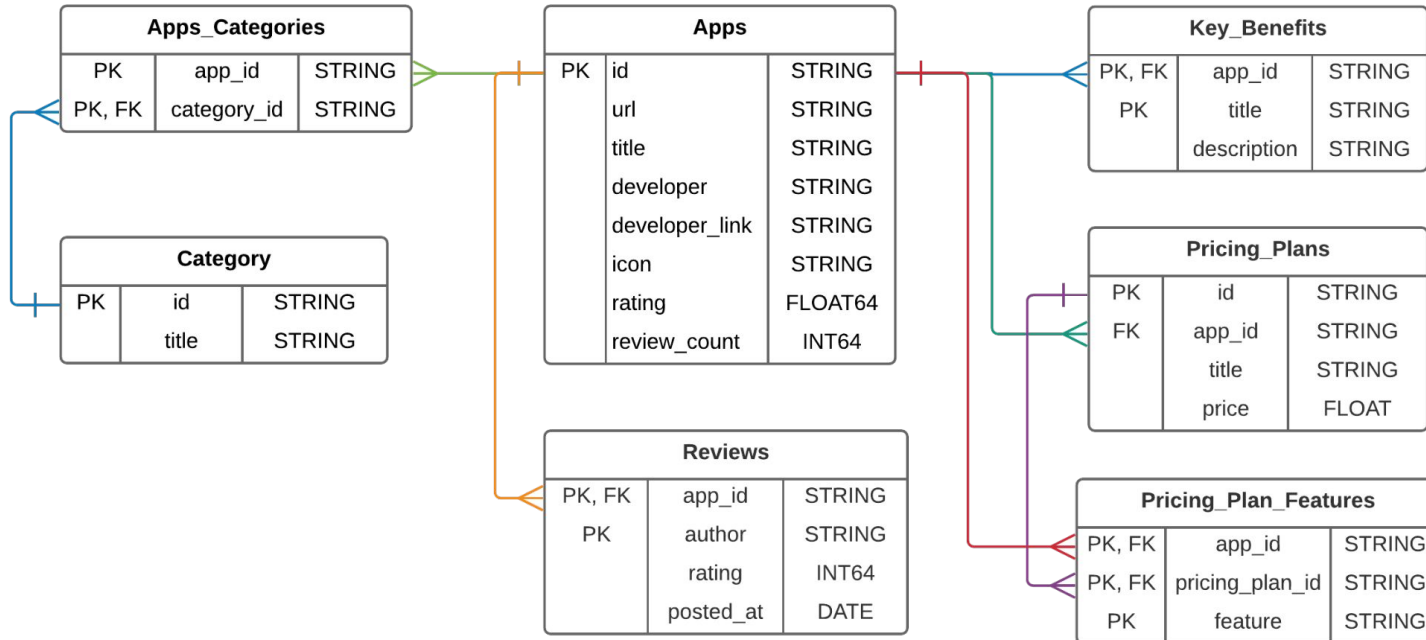 Apps_Categories
PK app_id STRING
PK, FK category_id STRING
Category
PK id STRING
title STRING
Apps
PK id STRING
url STRING
title STRING
developer STRING
developer_link STRING
icon STRING
rating FLOAT64
review_count INT64
Reviews
PK, FK app_id STRING
PK author STRING
rating INT64
posted_at DATE
Key_Benefits
PK, FK app_id STRING
PK title STRING
description STRING
Pricing_Plans
PK id STRING
FK app_id STRING
title STRING
price FLOAT
Pricing_Plan_Features
PK, FK app_id STRING
PK, FK pricing_plan_id STRING
PK feature STRING